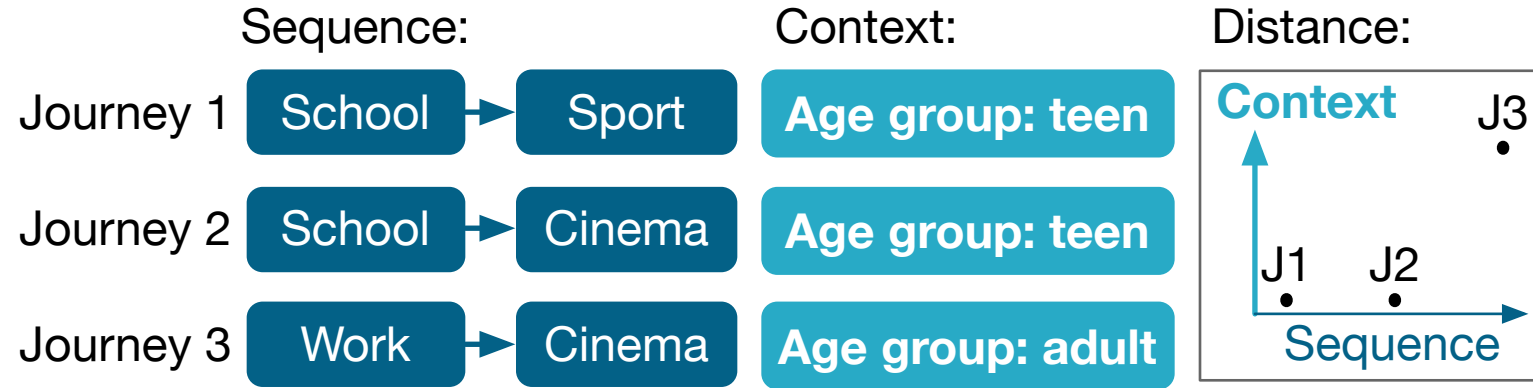 Sequence: Context: Distance:
Journey 1 School Sport Age group: teen
Journey 2 School Cinema Age group: teen
Journey 3 Work Cinema Age group: adult
Context
J3
J1 J2
Sequence